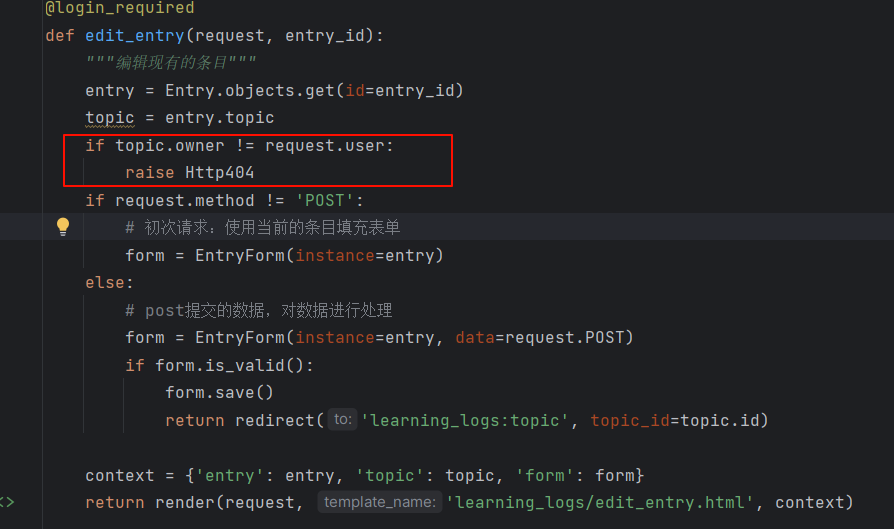 @login_required
def edit_entry(request, entry_id):
"""编辑现有的条目"""
entry = Entry.objects.get(id=entry_id)
topic = entry.topic
if topic.owner != request.user:
raise Http404
if request.method != 'POST':
# 初次请求：使用当前的条目填充表单
form = EntryForm(instance=entry)
else:
# post提交的数据，对数据进行处理
form = EntryForm(instance=entry, data=request.POST)
if form.is_valid():
form.save()
return redirect( to: 'learning_logs:topic', topic_id=topic.id)
context = {'entry': entry, 'topic': topic, 'form': form}
return render(request, template_name: 'learning_logs/edit_entry.html', context)